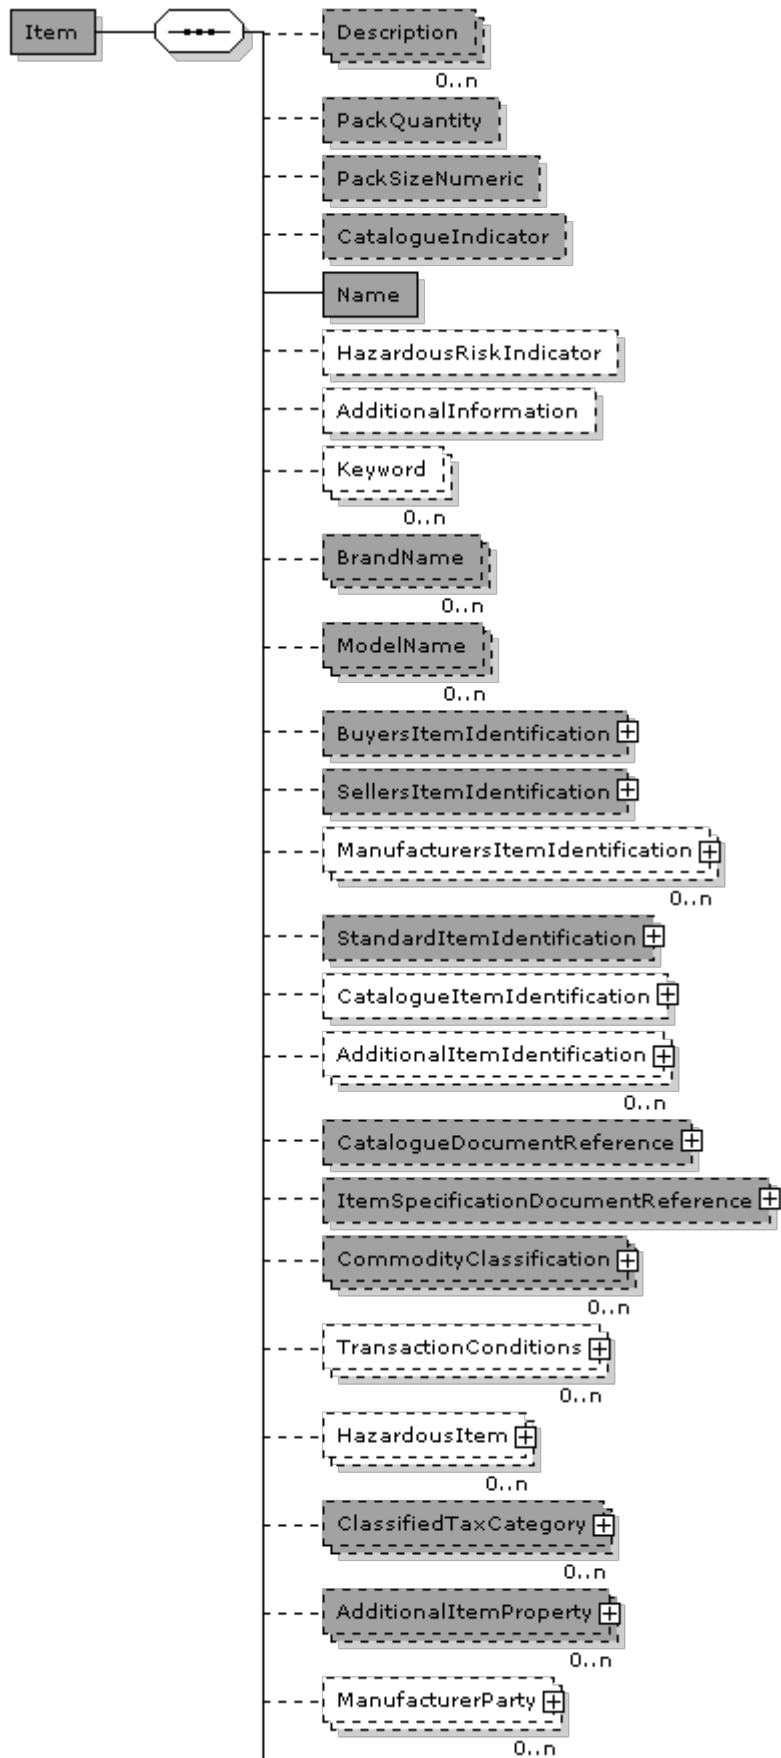 Item
Description
0..n
PackQuantity
PackSizeNumeric
CatalogueIndicator
Name
HazardousRiskIndicator
AdditionalInformation
Keyword
0..n
BrandName
0..n
ModelName
0..n
BuyersItemIdentification
SellersItemIdentification
ManufacturersItemIdentification
0..n
StandardItemIdentification
CatalogueItemIdentification
AdditionalItemIdentification
0..n
CatalogueDocumentReference
ItemSpecificationDocumentReference
CommodityClassification
0..n
TransactionConditions
0..n
HazardousItem
0..n
ClassifiedTaxCategory
0..n
AdditionalItemProperty
0..n
ManufacturerParty
0..n